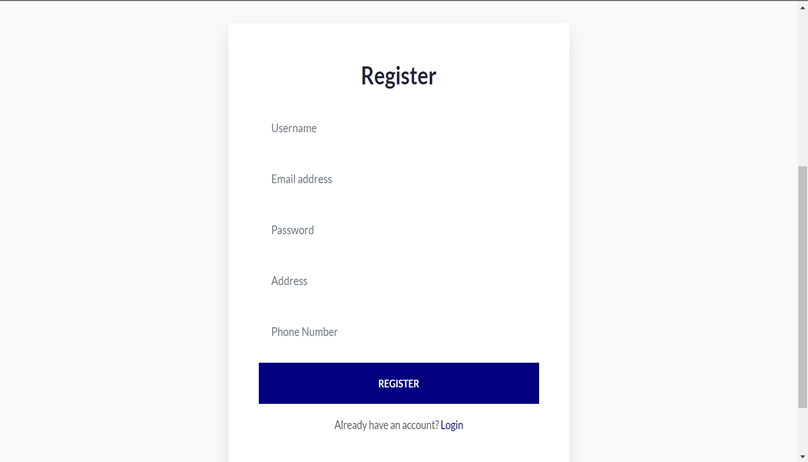 Register
Username
Email address
Password
Address
Phone Number
REGISTER
Already have an account? Login